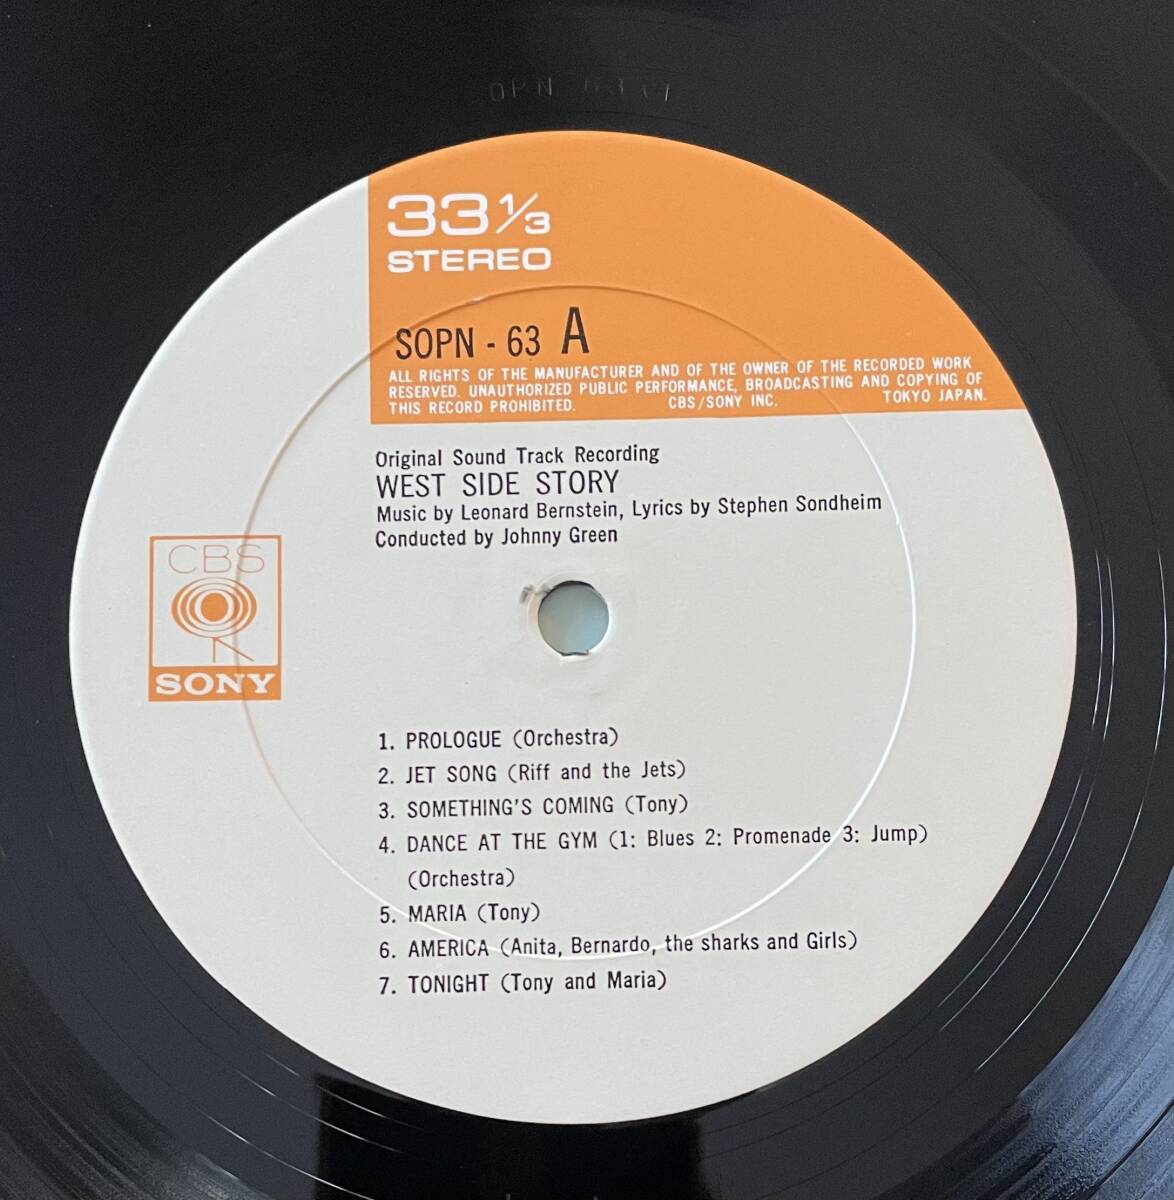 33 1/3
STEREO
SOPN - 63 A
ALL RIGHTS OF THE MANUFACTURER AND OF THE OWNER OF THE RECORDED WORK
RESERVED. UNAUTHORIZED PUBLIC PERFORMANCE, BROADCASTING AND COPYING OF
THIS RECORD PROHIBITED. CBS/SONY INC. TOKYO JAPAN.
Original Sound Track Recording
WEST SIDE STORY
Music by Leonard Bernstein, Lyrics by Stephen Sondheim
Conducted by Johnny Green
CBS
SONY
1. PROLOGUE (Orchestra)
2. JET SONG (Riff and the Jets)
3. SOMETHING'S COMING (Tony)
4. DANCE AT THE GYM (1: Blues 2: Promenade 3: Jump)
(Orchestra)
5. MARIA (Tony)
6. AMERICA (Anita, Bernardo, the sharks and Girls)
7. TONIGHT (Tony and Maria)